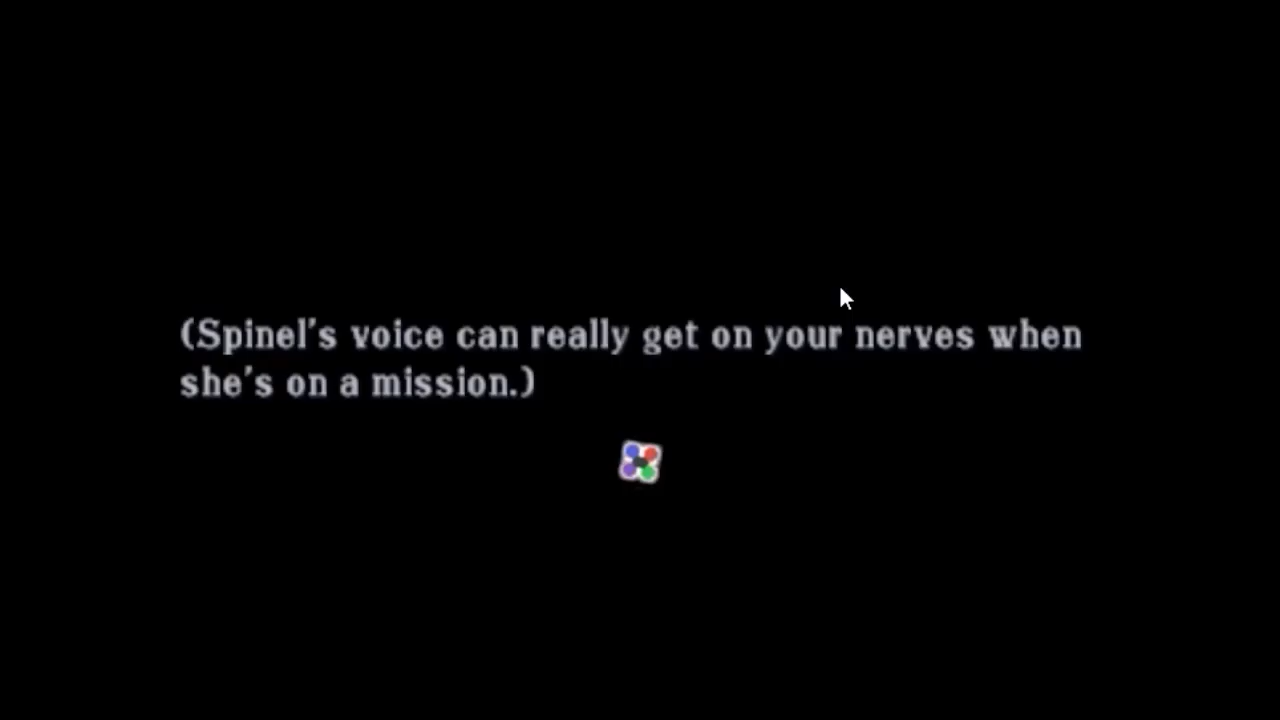 (Spinel's voice can really get on your nerves when
she's on a mission.)